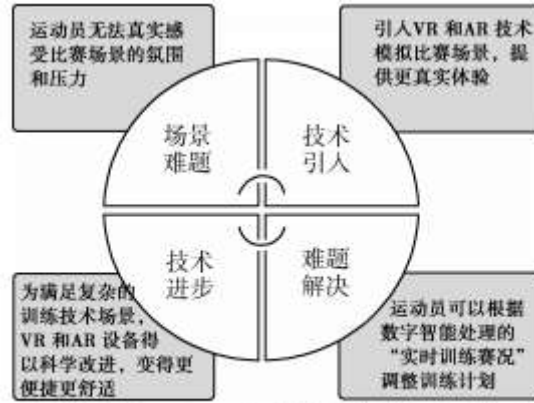 运动员无法真实感
受比赛场景的氛围
和压力
引人VR和AR技术
模拟比赛场景，提
供更真实体验
场景
难题
技术
引人
技术
进步
难题
解决
为满足复杂的
训练技术场景，
VR和AR设备得
以科学改进，变得更
便捷更舒适
运动员可以根据
数字智能处理的
“实时训练赛况”
调整训练计划